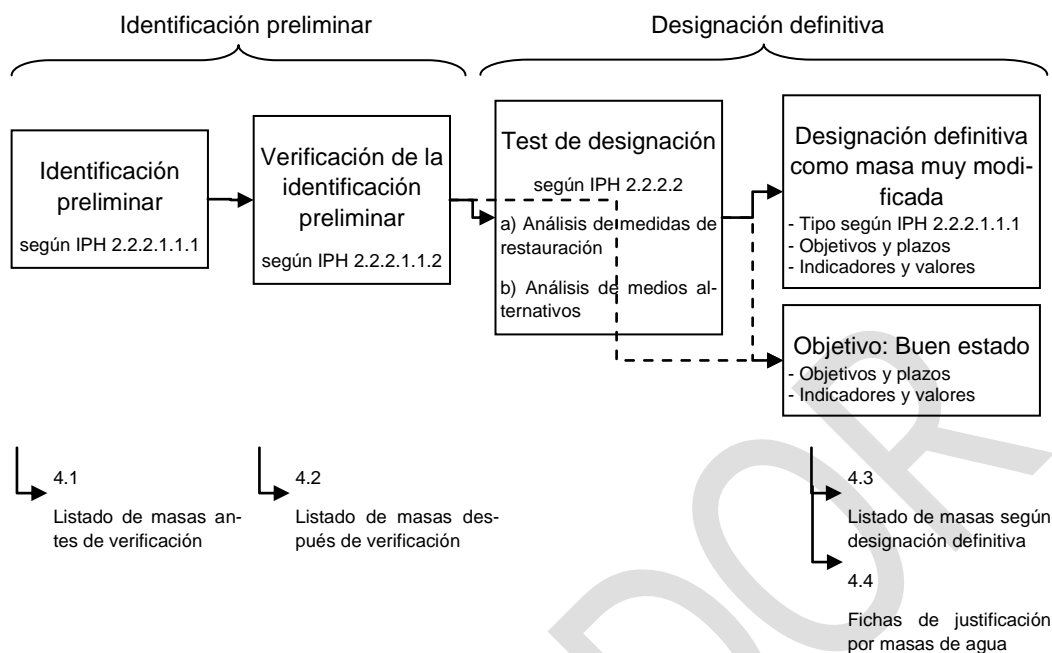 Identificación preliminar
Designación definitiva
Identificación
preliminar
según IPH 2.2.2.1.1.1
Verificación de la
identificación
preliminar
según IPH 2.2.2.1.1.2
Test de designación
según IPH 2.2.2.2
a) Análisis de medidas de
restauración
b) Análisis de medios al-
ternativos
Designación definitiva
como masa muy modi-
ficada
- Tipo según IPH 2.2.2.1.1.1
- Objetivos y plazos
- Indicadores y valores
Objetivo: Buen estado
- Objetivos y plazos
- Indicadores y valores
4.1
Listado de masas an-
tes de verificación
4.2
Listado de masas des-
pués de verificación
4.3
Listado de masas según
designación definitiva
4.4
Fichas de justificación
por masas de agua
DOR